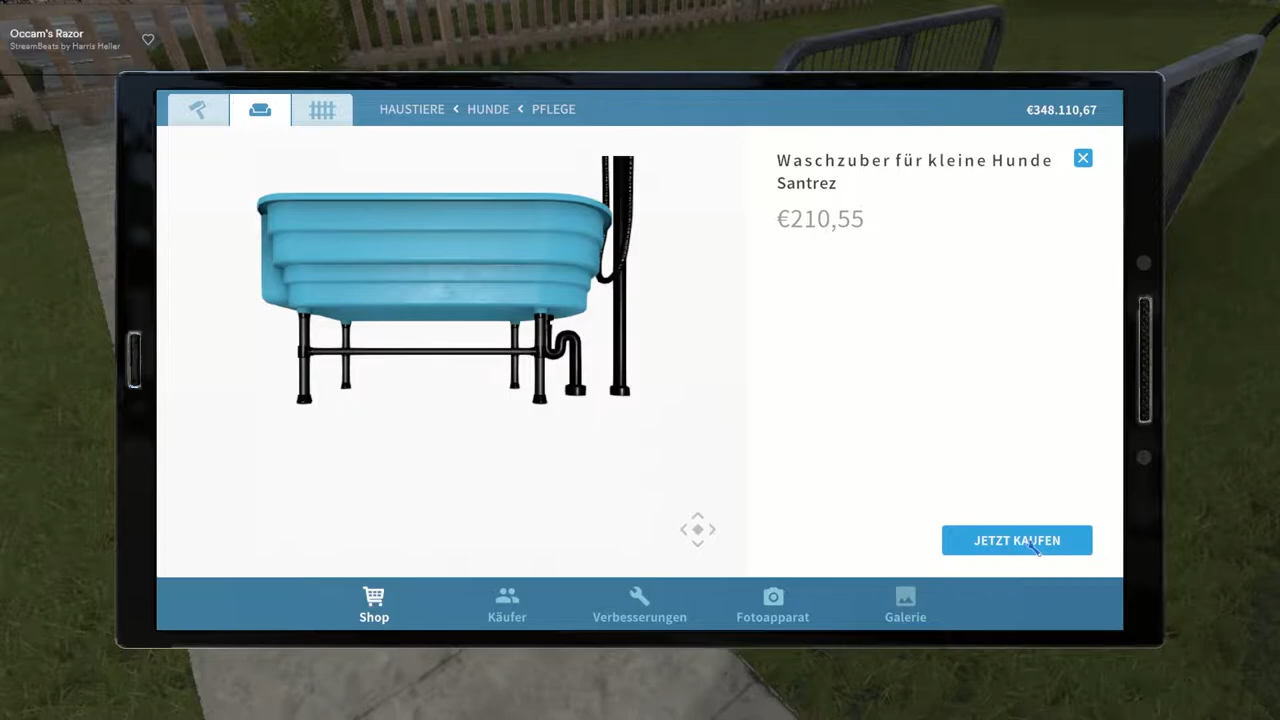 Occam's Razor
StreamBeats by Harris Heller
HAUSTIERE < HUNDE < PFLEGE
€348.110,67
Waschzuber für kleine Hunde
Santrez
€210,55
JETZT KAUFEN
Shop
Käufer
Verbesserungen
Fotoapparat
Galerie